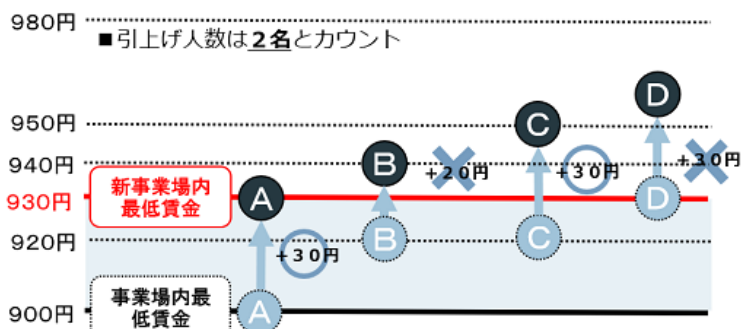 980円
■引上げ人数は2名とカウント
950円
940円
930円
920円
900円
新事業場内
最低賃金
事業場内最
低賃金
A
B
C
D
A
B
C
D
+30円
+20円
+30円
+30円